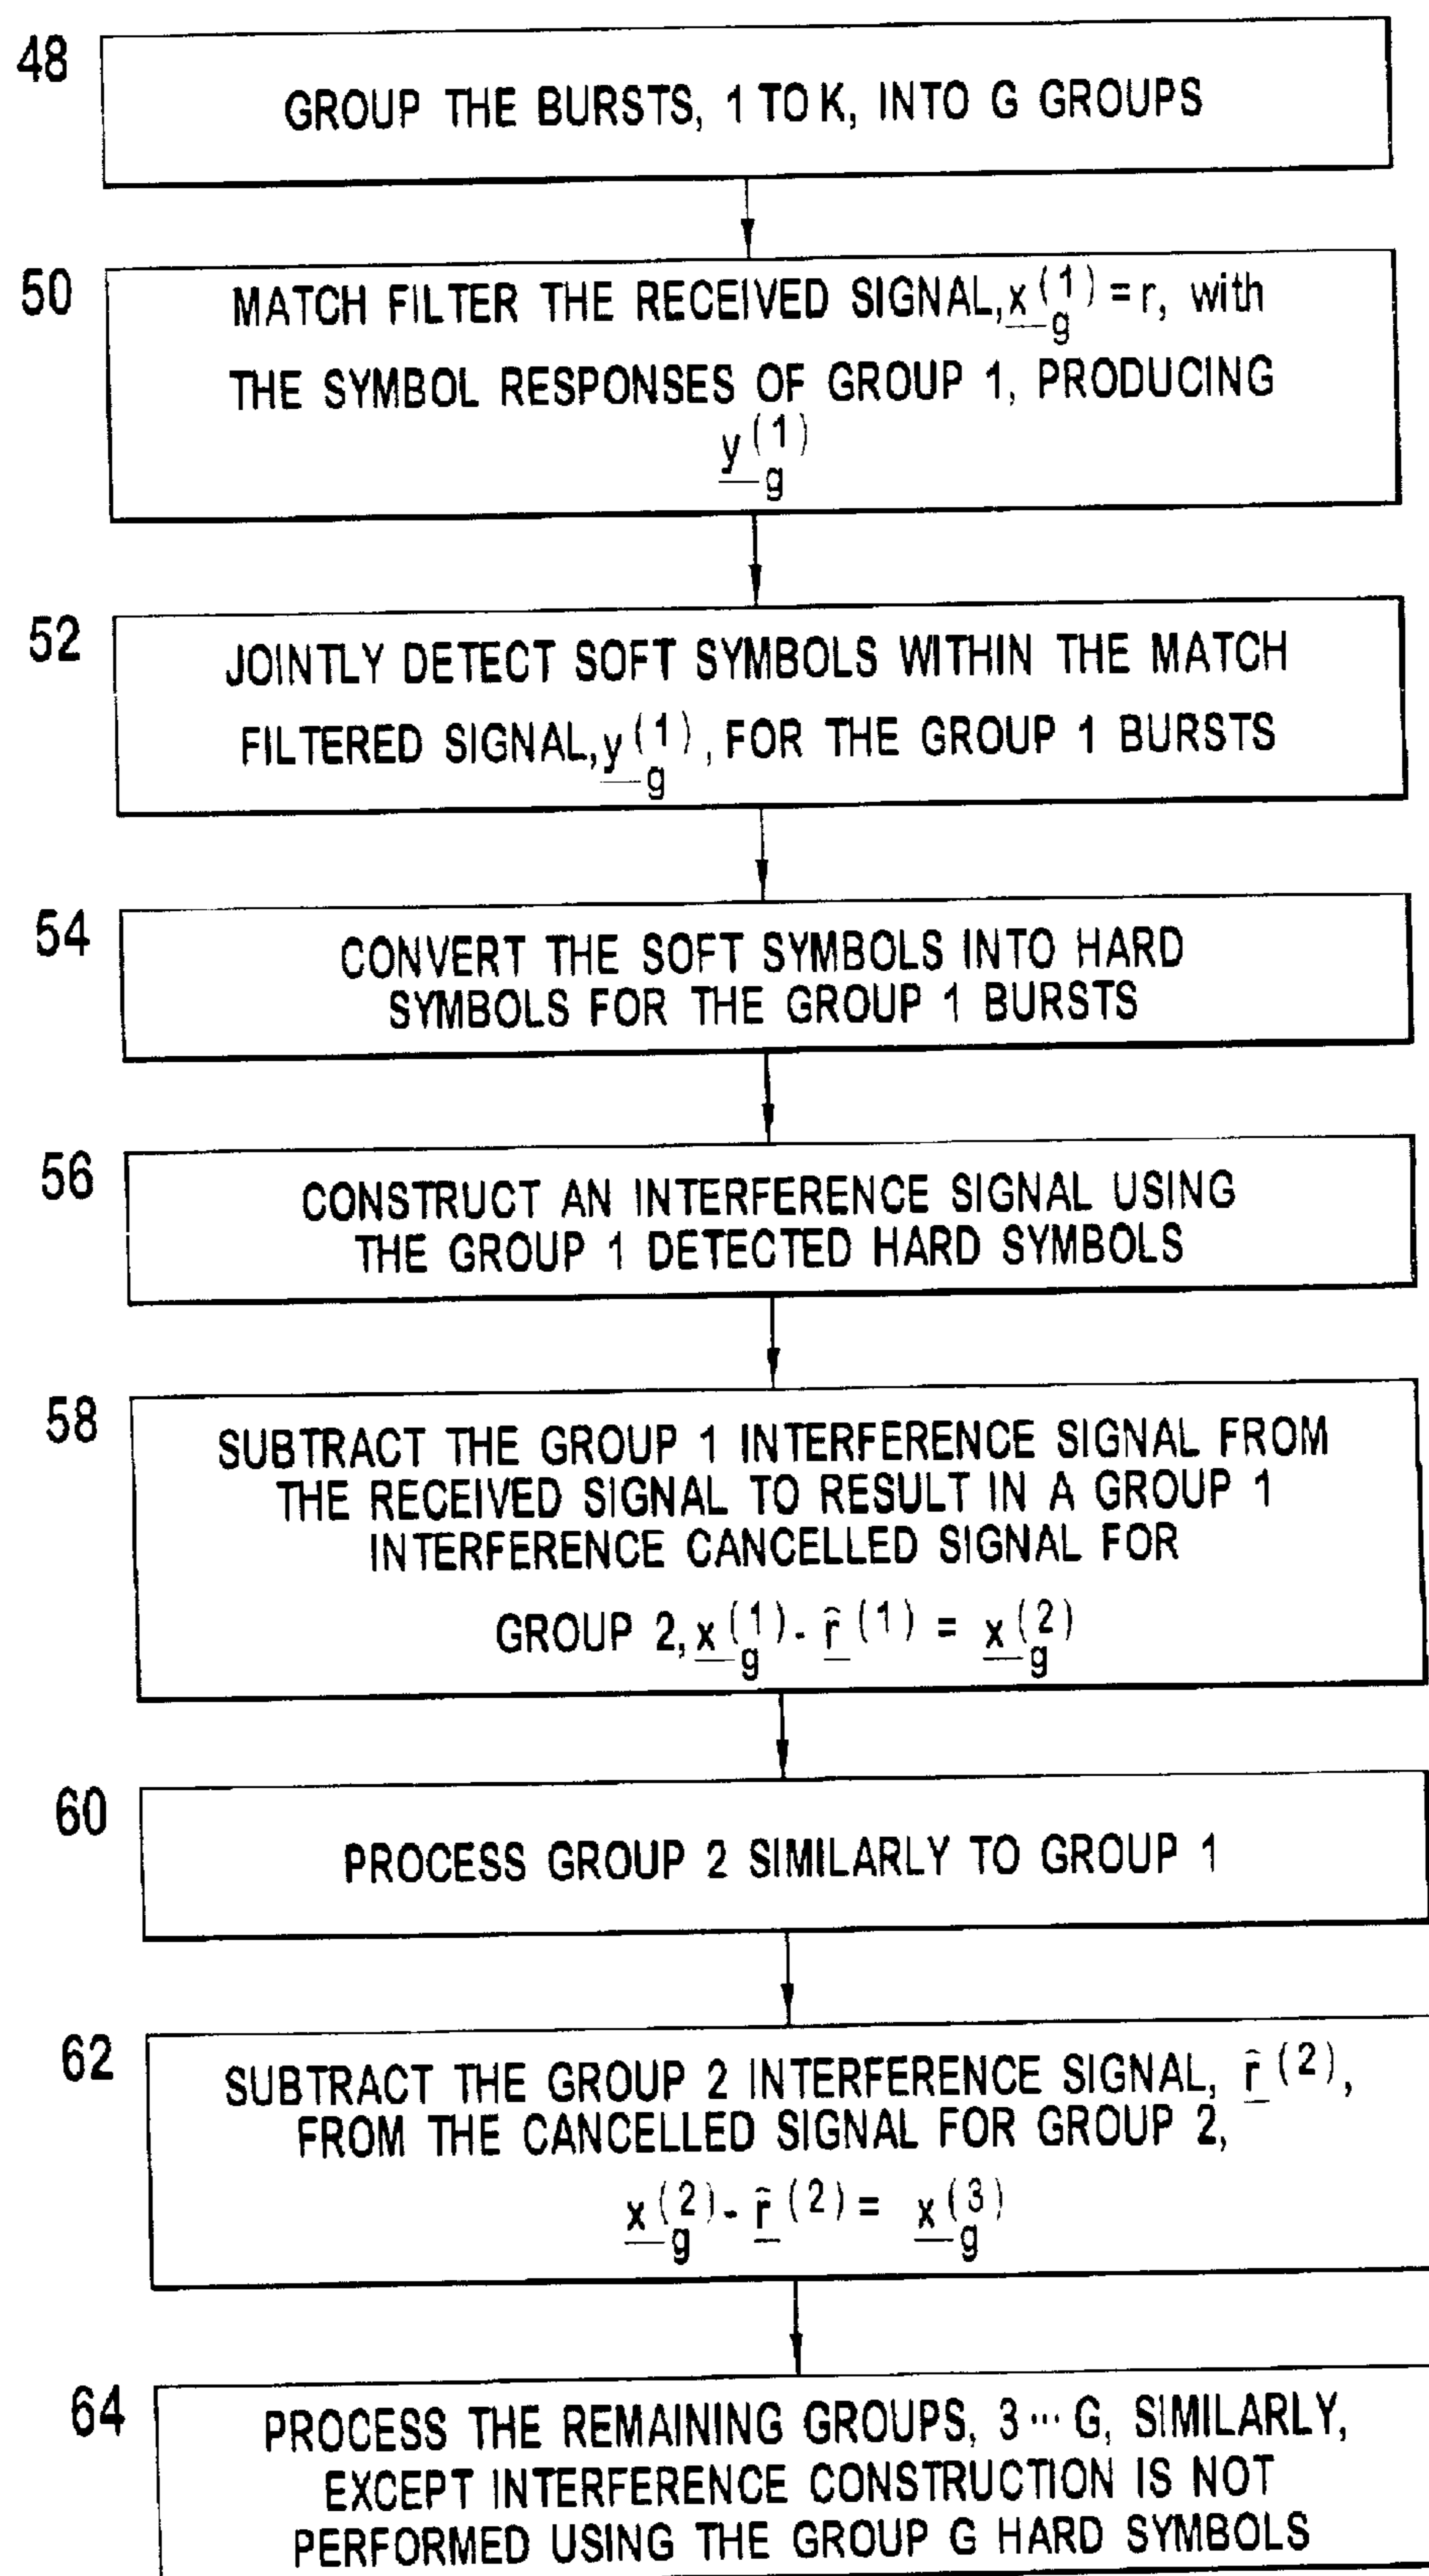 48
GROUP THE BURSTS, 1 TO K, INTO G GROUPS
50
MATCH FILTER THE RECEIVED SIGNAL, x_g^(1) = r, with
THE SYMBOL RESPONSES OF GROUP 1, PRODUCING
y_g^(1)
52
JOINTLY DETECT SOFT SYMBOLS WITHIN THE MATCH
FILTERED SIGNAL, y_g^(1), FOR THE GROUP 1 BURSTS
54
CONVERT THE SOFT SYMBOLS INTO HARD
SYMBOLS FOR THE GROUP 1 BURSTS
56
CONSTRUCT AN INTERFERENCE SIGNAL USING
THE GROUP 1 DETECTED HARD SYMBOLS
58
SUBTRACT THE GROUP 1 INTERFERENCE SIGNAL FROM
THE RECEIVED SIGNAL TO RESULT IN A GROUP 1
INTERFERENCE CANCELLED SIGNAL FOR
GROUP 2, x_g^(1) - r̂^(1) = x_g^(2)
60
PROCESS GROUP 2 SIMILARLY TO GROUP 1
62
SUBTRACT THE GROUP 2 INTERFERENCE SIGNAL, r̂^(2),
FROM THE CANCELLED SIGNAL FOR GROUP 2,
x_g^(2) - r̂^(2) = x_g^(3)
64
PROCESS THE REMAINING GROUPS, 3 ··· G, SIMILARLY,
EXCEPT INTERFERENCE CONSTRUCTION IS NOT
PERFORMED USING THE GROUP G HARD SYMBOLS